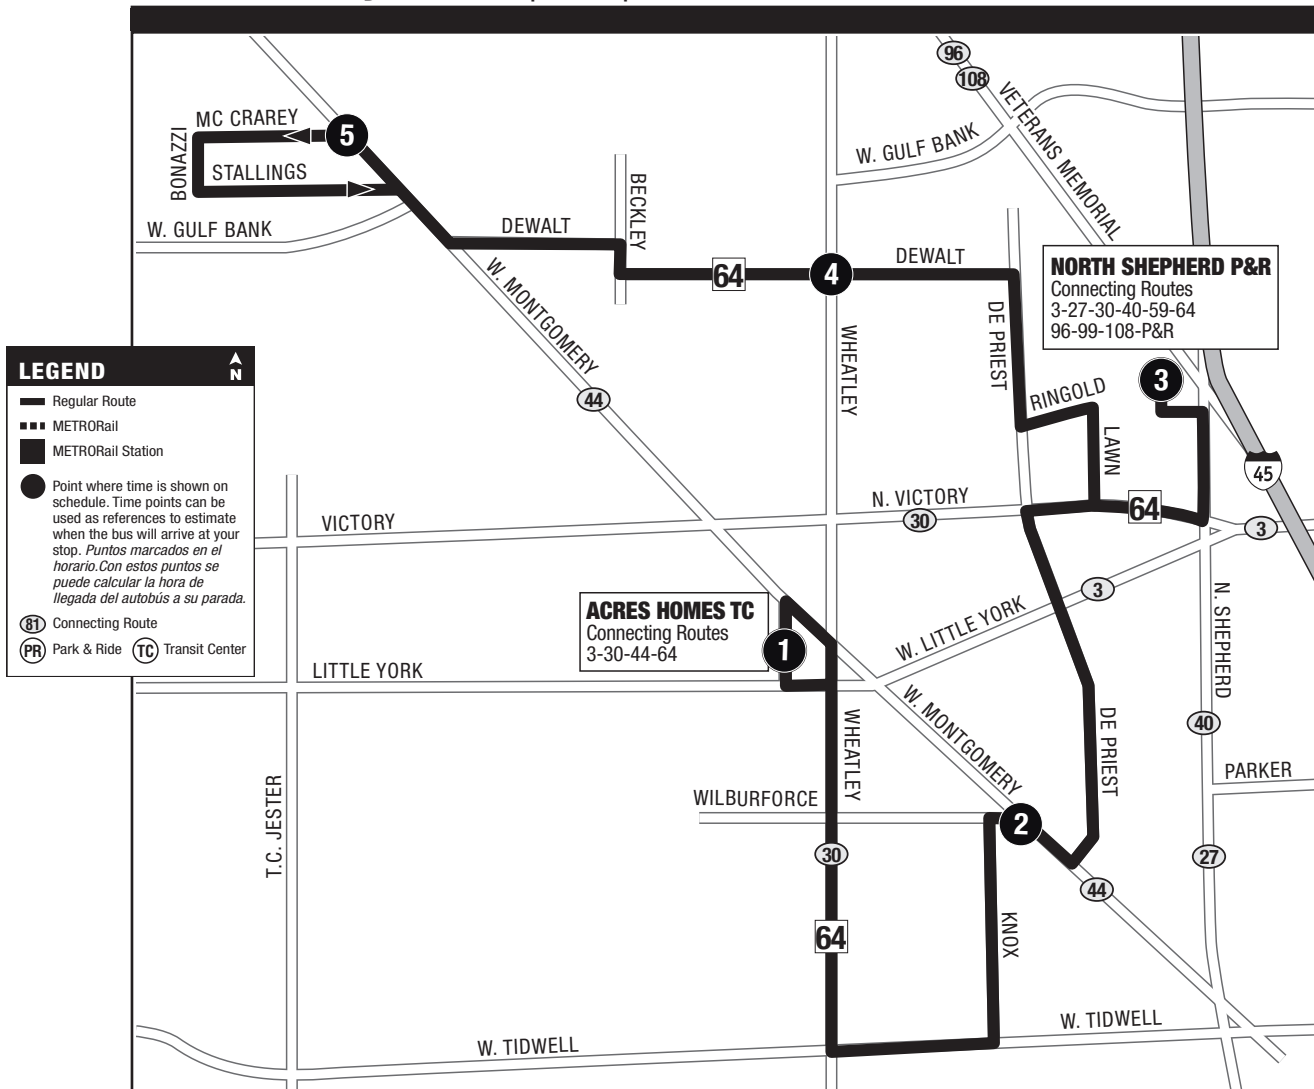 96
108
VETERANS MEMORIAL
MC CRAREY
5
BONAZZI
STALLINGS
W. GULF BANK
W. GULF BANK
BECKLEY
DEWALT
64
4
DEWALT
NORTH SHEPHERD P&R
Connecting Routes
3-27-30-40-59-64
96-99-108-P&R
W. MONTGOMERY
44
WHEATLEY
DE PRIEST
RINGOLD
LAWN
3
45
LEGEND
N
Regular Route
METRORail
METRORail Station
Point where time is shown on
schedule. Time points can be
used as references to estimate
when the bus will arrive at your
stop. Puntos marcados en el
horario.Con estos puntos se
puede calcular la hora de
llegada del autobús a su parada.
81 Connecting Route
PR Park & Ride TC Transit Center
VICTORY
N. VICTORY
30
64
3
3
ACRES HOMES TC
Connecting Routes
3-30-44-64
1
W. LITTLE YORK
N. SHEPHERD
LITTLE YORK
W. MONTGOMERY
WHEATLEY
DE PRIEST
40
PARKER
WILBURFORCE
2
T.C. JESTER
30
27
44
64
KNOX
W. TIDWELL
W. TIDWELL